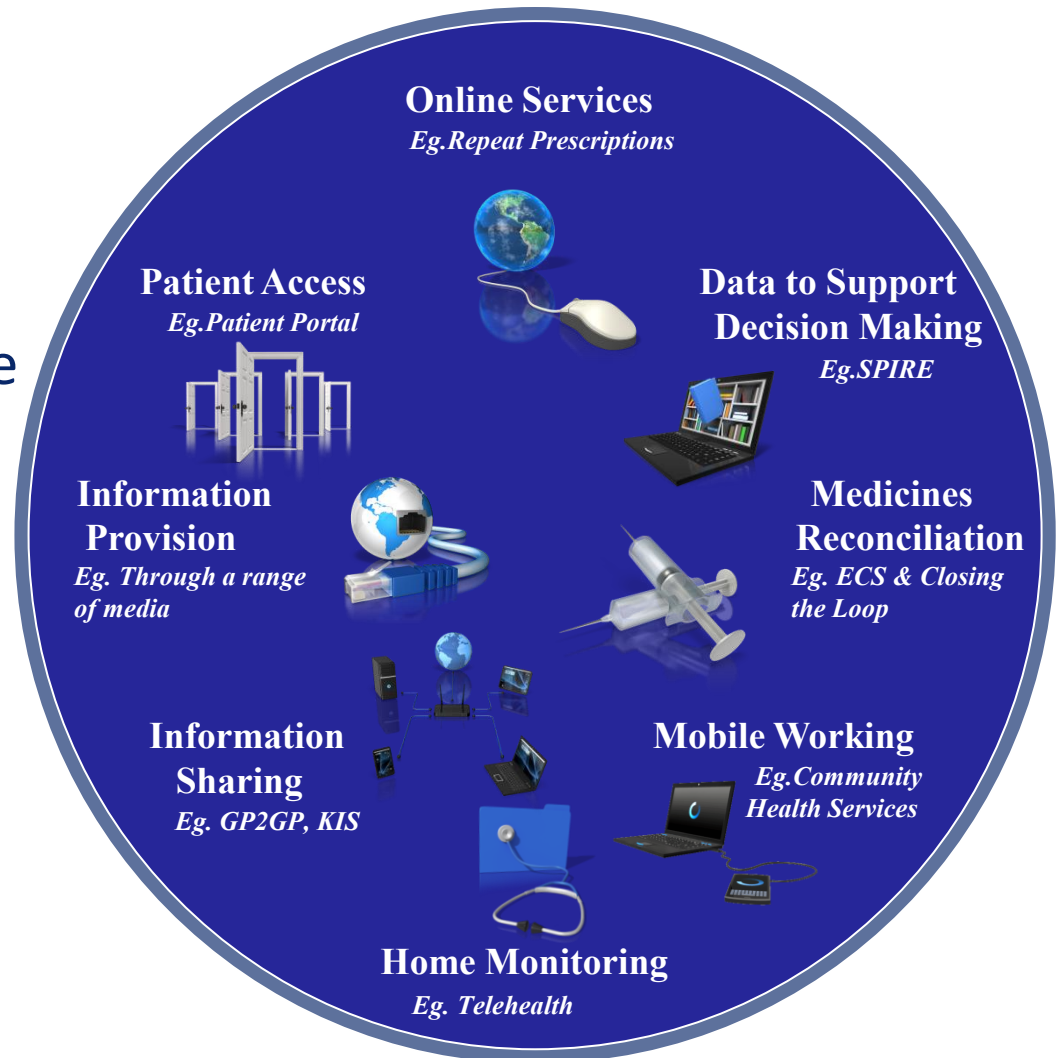 Online Services
Eg.Repeat Prescriptions
Patient Access
Eg.Patient Portal
Data to Support
Decision Making
Eg.SPIRE
e
Information
Provision
Eg. Through a range
of media
Medicines
Reconciliation
Eg. ECS & Closing
the Loop
Information
Sharing
Eg. GP2GP, KIS
Mobile Working
Eg.Community
Health Services
Home Monitoring
Eg. Telehealth